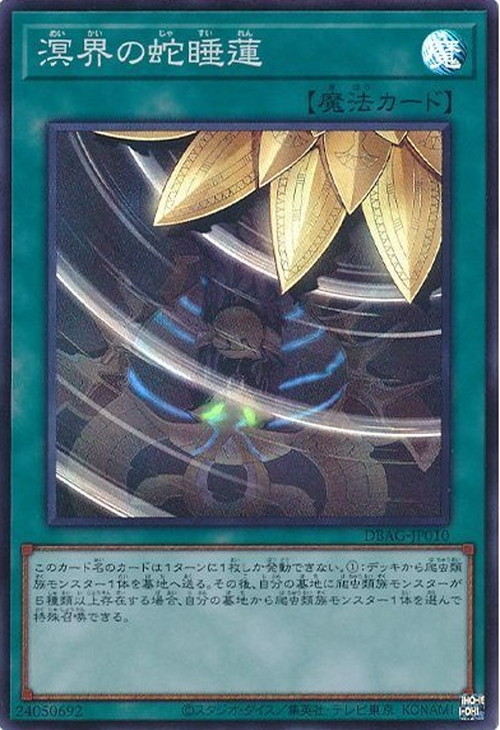 溟界の蛇睡蓮
魔
【魔法カード】
DBAG-JP010
このカード名のカードは1ターンに1枚しか発動できない。①:デッキから爬虫類
族モンスター1体を墓地へ送る。その後、自分の墓地に爬虫類族モンスターが
5種類以上存在する場合、自分の墓地から爬虫類族モンスター1体を選んで
特殊召喚できる。
24050692
©スタジオ・ダイス/集英社・テレビ東京・KONAMI